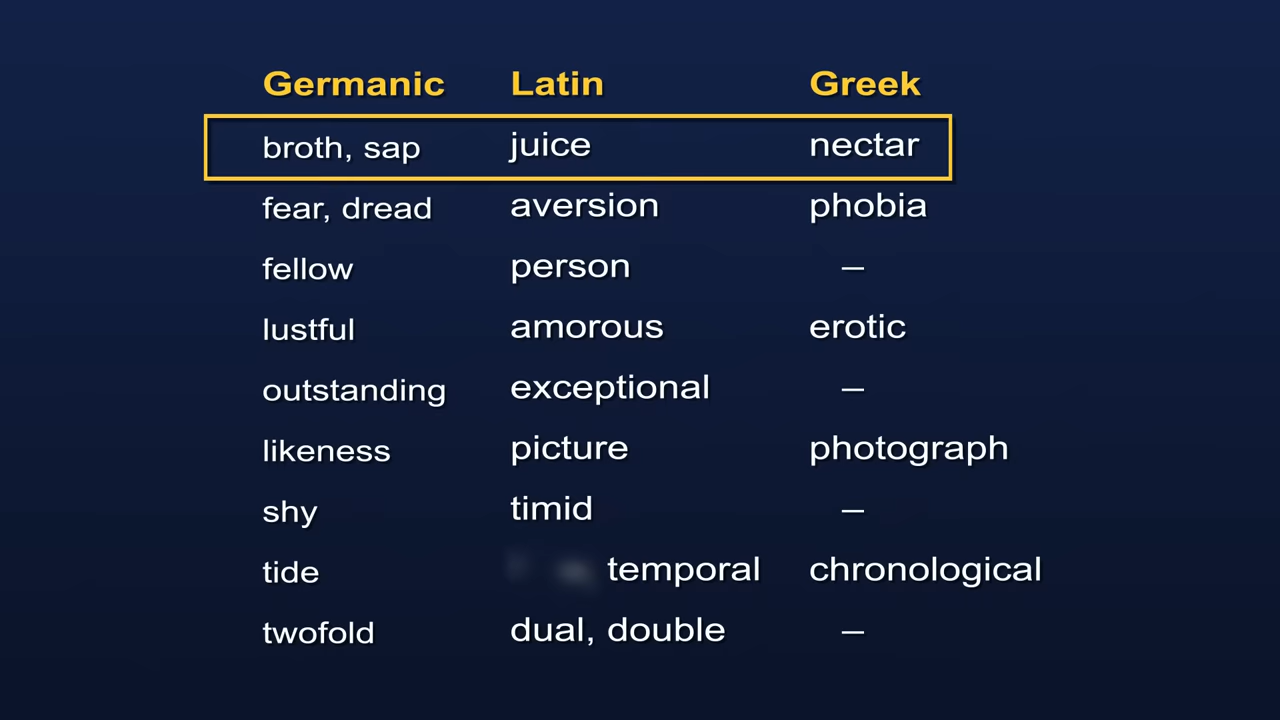 Germanic Latin Greek
broth, sap juice nectar
fear, dread aversion phobia
fellow person –
lustful amorous erotic
outstanding exceptional –
likeness picture photograph
shy timid –
tide temporal chronological
twofold dual, double –